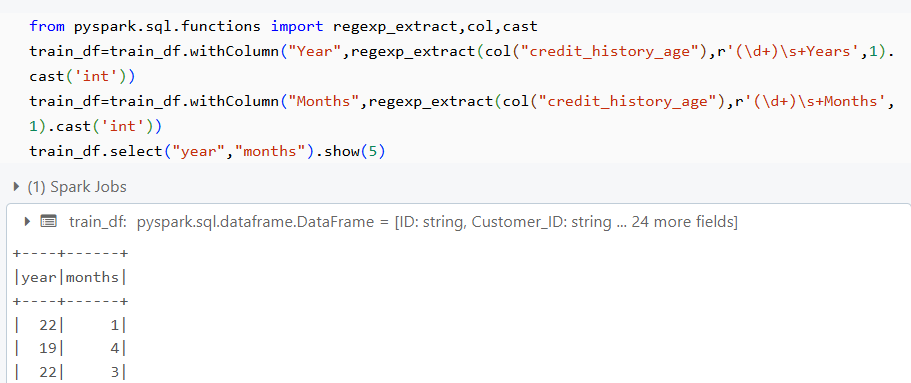 from pyspark.sql.functions import regexp_extract,col,cast
train_df=train_df.withColumn("Year",regexp_extract(col("credit_history_age"),r'(\d+)\s+Years',1).
cast('int'))
train_df=train_df.withColumn("Months",regexp_extract(col("credit_history_age"),r'(\d+)\s+Months',
1).cast('int'))
train_df.select("year","months").show(5)
(1) Spark Jobs
train_df: pyspark.sql.dataframe.DataFrame = [ID: string, Customer_ID: string ... 24 more fields]
+----+------+
|year|months|
+----+------+
|  22|     1|
|  19|     4|
|  22|     3|